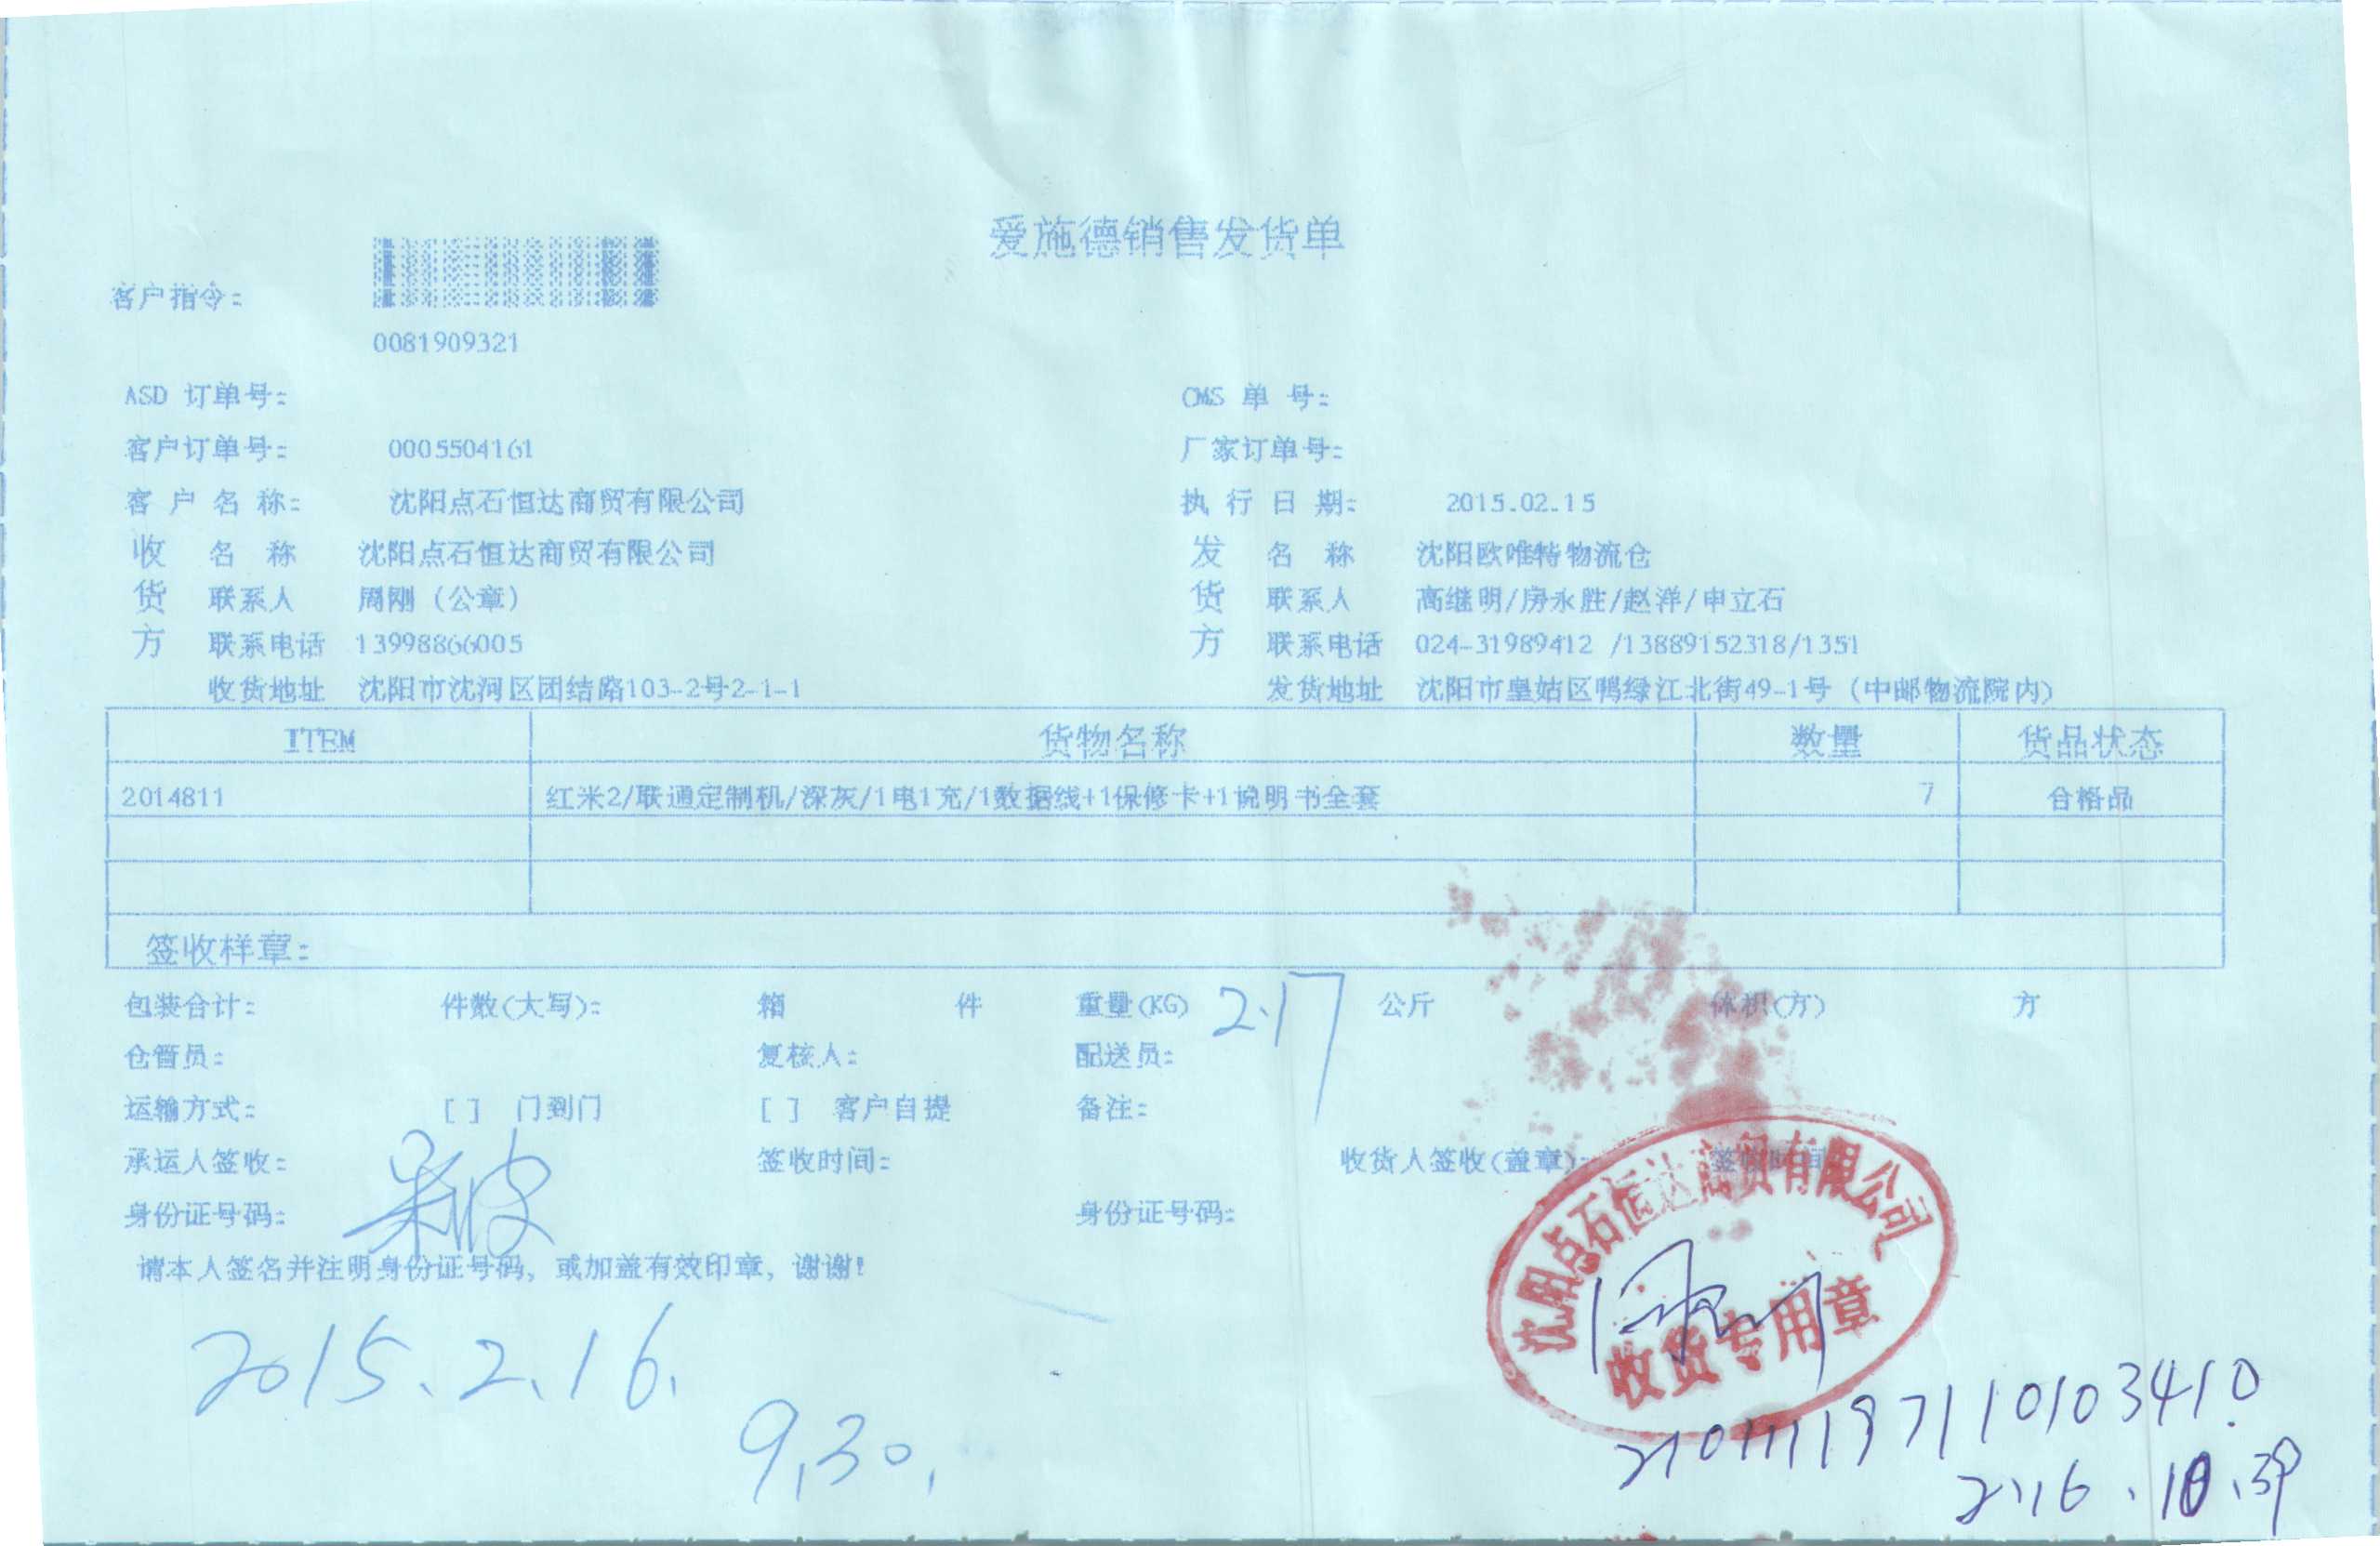 爱施德销售发货单
客户指令:
0081909321
ASD 订单号:
CMS 单 号:
客户订单号: 0005504161
厂家订单号:
客 户 名 称: 沈阳点石恒达商贸有限公司
执 行 日 期: 2015.02.15
收货方
名 称 沈阳点石恒达商贸有限公司
联系人 周刚 (公章)
联系电话 13998866005
收货地址 沈阳市沈河区团结路103-2号2-1-1
发货方
名 称 沈阳欧唯特物流仓
联系人 高继明/房永胜/赵洋/申立石
联系电话 024-31989412 /13889152318/1351
发货地址 沈阳市皇姑区鸭绿江北街49-1号 (中邮物流院内)
ITEM 货物名称 数量 货品状态
2014811 红米2/联通定制机/深灰/1电1充/1数据线+1保修卡+1说明书全套 7 合格品
签收样章:
包装合计: 件数(大写): 箱 件 重量(KG) 2.17 公斤 体积(方) 方
仓管员: 复核人: 配送员:
运输方式: [ ] 门到门 [ ] 客户自提 备注:
承运人签收: 签收时间: 收货人签收(盖章): 签收时间
身份证号码: 身份证号码:
请本人签名并注明身份证号码, 或加盖有效印章, 谢谢!
沈阳点石恒达商贸有限公司
收货专用章
2015.2.16.
9.30.
210111197110103410